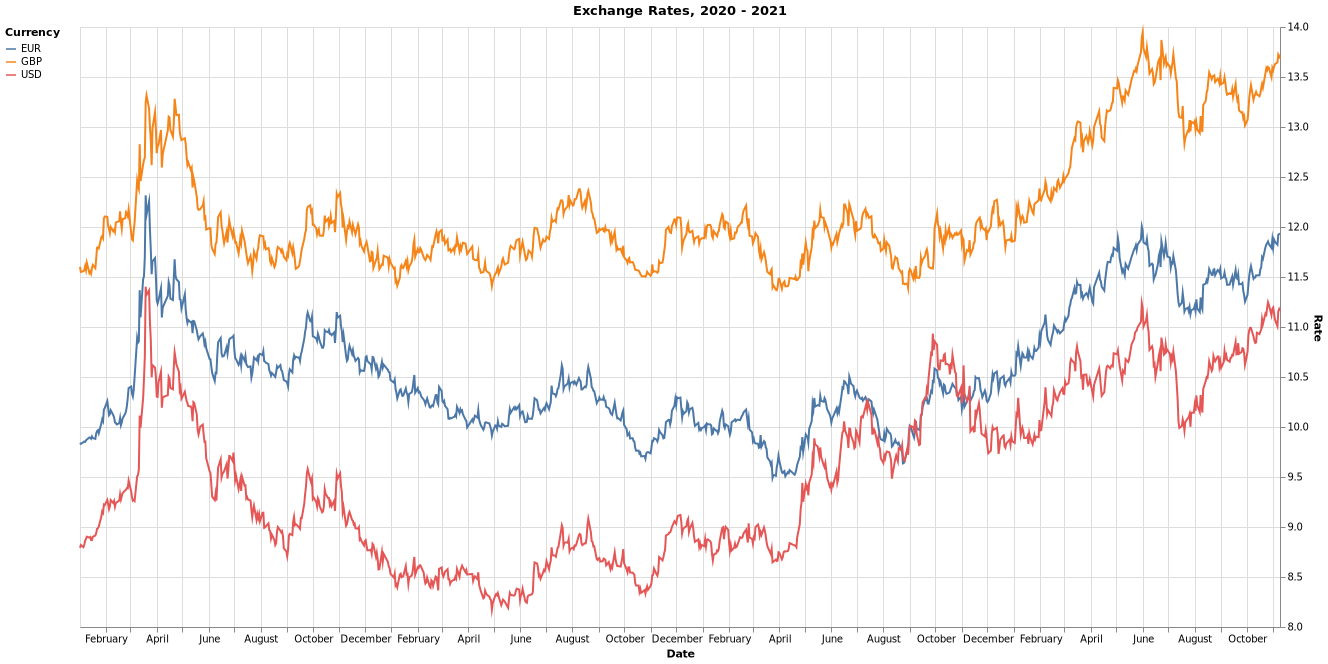 Exchange Rates, 2020 - 2021
Currency
EUR
GBP
USD
14.0
13.5
13.0
12.5
12.0
11.5
11.0
10.5
10.0
9.5
9.0
8.5
8.0
Rate
February April June August October December February April June August October December February April June August October December February April June August October
Date